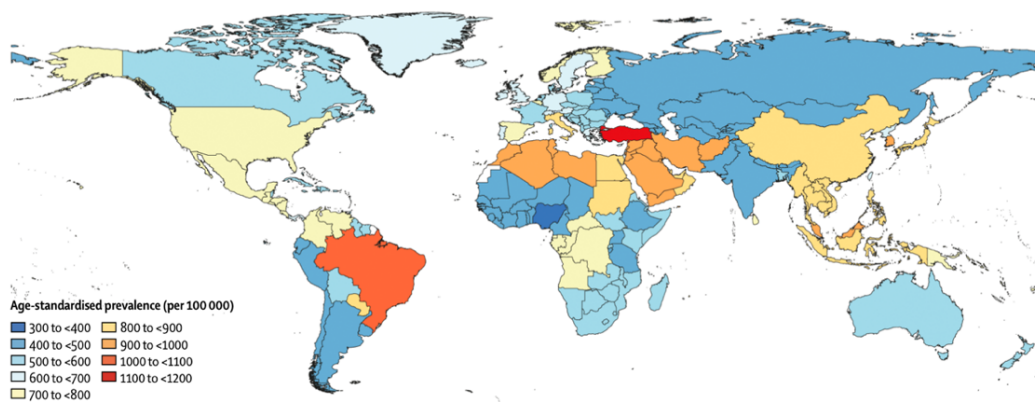 Age-standardised prevalence (per 100 000)
300 to <400
400 to <500
500 to <600
600 to <700
700 to <800
800 to <900
900 to <1000
1000 to <1100
1100 to <1200